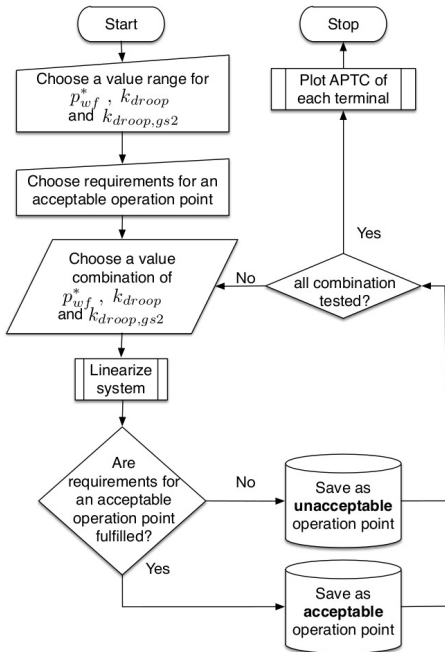 Start
Choose a value range for
p*wf , kdroop
and kdroop,gs2
Choose requirements for an
acceptable operation point
Choose a value
combination of
p*wf , kdroop
and kdroop,gs2
Linearize
system
Are
requirements for
an acceptable
operation point
fulfilled?
No
Yes
Save as
unacceptable
operation point
Save as
acceptable
operation point
all combination
tested?
No
Yes
Plot APTC of
each terminal
Stop